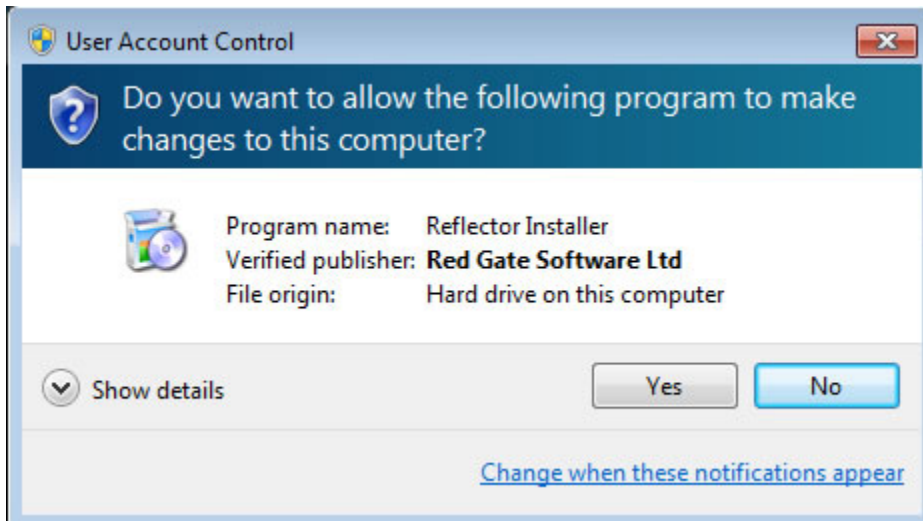 User Account Control
Do you want to allow the following program to make
changes to this computer?
Program name: Reflector Installer
Verified publisher: Red Gate Software Ltd
File origin: Hard drive on this computer
Show details
Yes
No
Change when these notifications appear